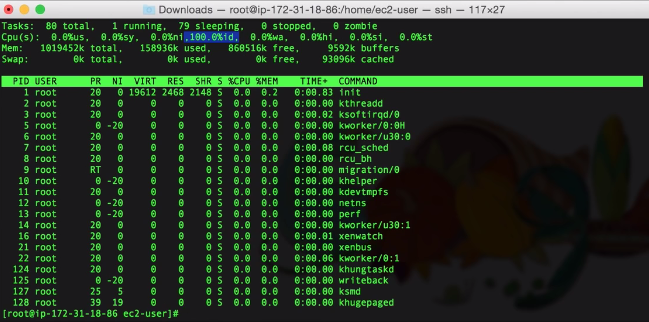 Downloads — root@ip-172-31-18-86:/home/ec2-user — ssh — 117×27
Tasks:  80 total,   1 running,  79 sleeping,   0 stopped,   0 zombie
Cpu(s):  0.0%us,  0.0%sy,  0.0%ni,100.0%id,  0.0%wa,  0.0%hi,  0.0%si,  0.0%st
Mem:   1019452k total,   158936k used,   860516k free,     9592k buffers
Swap:        0k total,        0k used,        0k free,    93096k cached
PID USER      PR  NI  VIRT  RES  SHR S %CPU %MEM    TIME+  COMMAND
1 root      20   0 19612 2468 2148 S  0.0  0.2   0:00.83 init
2 root      20   0     0    0    0 S  0.0  0.0   0:00.00 kthreadd
3 root      20   0     0    0    0 S  0.0  0.0   0:00.02 ksoftirqd/0
5 root       0 -20     0    0    0 S  0.0  0.0   0:00.00 kworker/0:0H
6 root      20   0     0    0    0 S  0.0  0.0   0:00.00 kworker/u30:0
7 root      20   0     0    0    0 S  0.0  0.0   0:00.08 rcu_sched
8 root      20   0     0    0    0 S  0.0  0.0   0:00.00 rcu_bh
9 root      RT   0     0    0    0 S  0.0  0.0   0:00.00 migration/0
10 root       0 -20     0    0    0 S  0.0  0.0   0:00.00 khelper
11 root      20   0     0    0    0 S  0.0  0.0   0:00.00 kdevtmpfs
12 root       0 -20     0    0    0 S  0.0  0.0   0:00.00 netns
13 root       0 -20     0    0    0 S  0.0  0.0   0:00.00 perf
14 root      20   0     0    0    0 S  0.0  0.0   0:00.00 kworker/u30:1
16 root      20   0     0    0    0 S  0.0  0.0   0:00.01 xenwatch
21 root      20   0     0    0    0 S  0.0  0.0   0:00.00 xenbus
22 root      20   0     0    0    0 S  0.0  0.0   0:00.06 kworker/0:1
124 root      20   0     0    0    0 S  0.0  0.0   0:00.00 khungtaskd
125 root       0 -20     0    0    0 S  0.0  0.0   0:00.00 writeback
127 root      25   5     0    0    0 S  0.0  0.0   0:00.00 ksmd
128 root      39  19     0    0    0 S  0.0  0.0   0:00.00 khugepaged
[root@ip-172-31-18-86 ec2-user]#